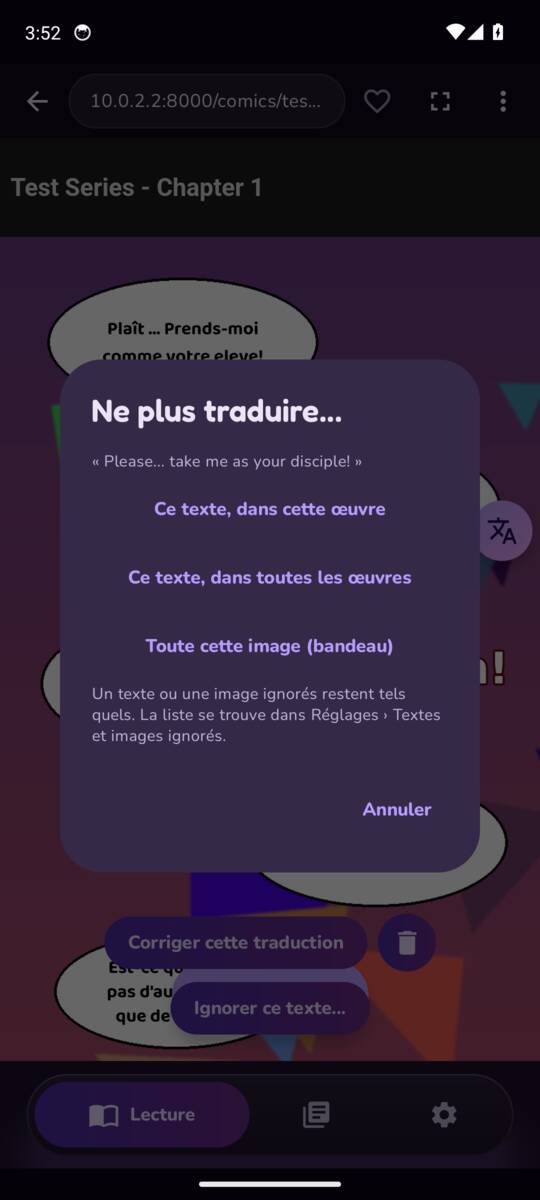 3:52
10.0.2.2:8000/comics/tes...
Test Series - Chapter 1
Plaît ... Prends-moi
comme votre eleve!
Ne plus traduire...
« Please... take me as your disciple! »
Ce texte, dans cette œuvre
Ce texte, dans toutes les œuvres
Toute cette image (bandeau)
Un texte ou une image ignorés restent tels
quels. La liste se trouve dans Réglages › Textes
et images ignorés.
Annuler
Corriger cette traduction
pas d'au
que de
Ignorer ce texte...
Lecture